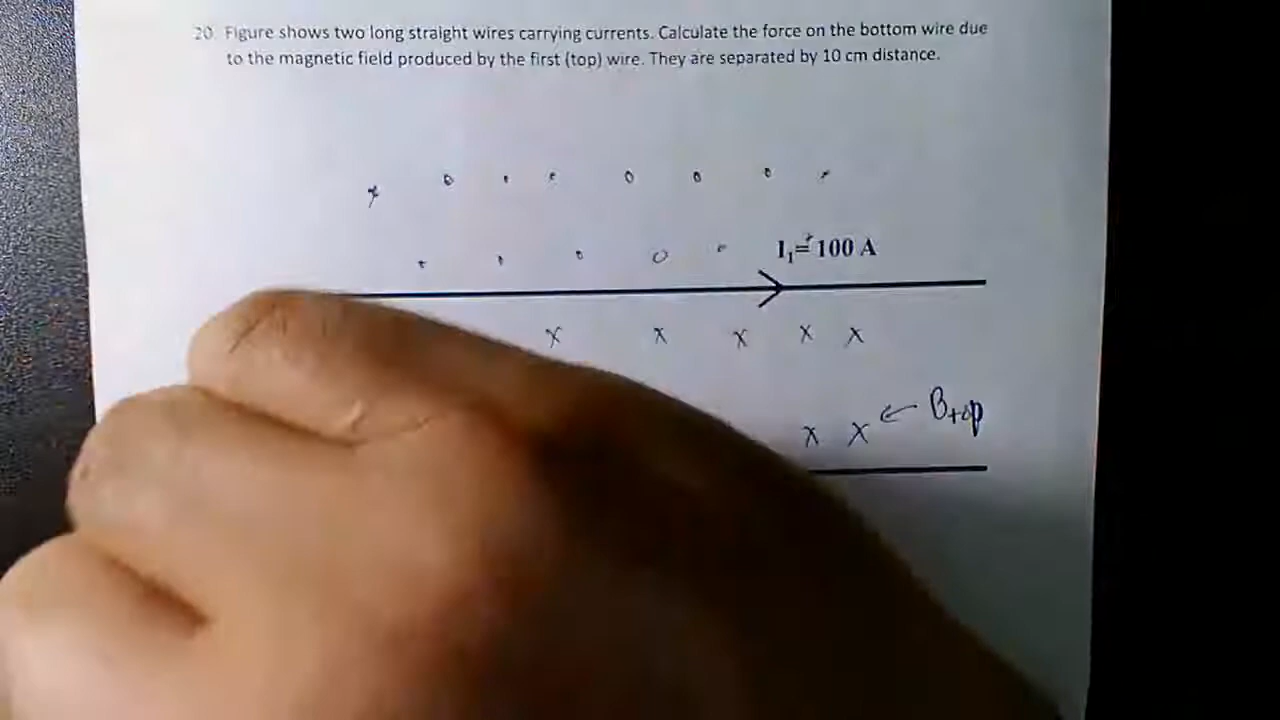 20. Figure shows two long straight wires carrying currents. Calculate the force on the bottom wire due
to the magnetic field produced by the first (top) wire. They are separated by 10 cm distance.
I₁= 100 A
x x x x x
x x ← Btop